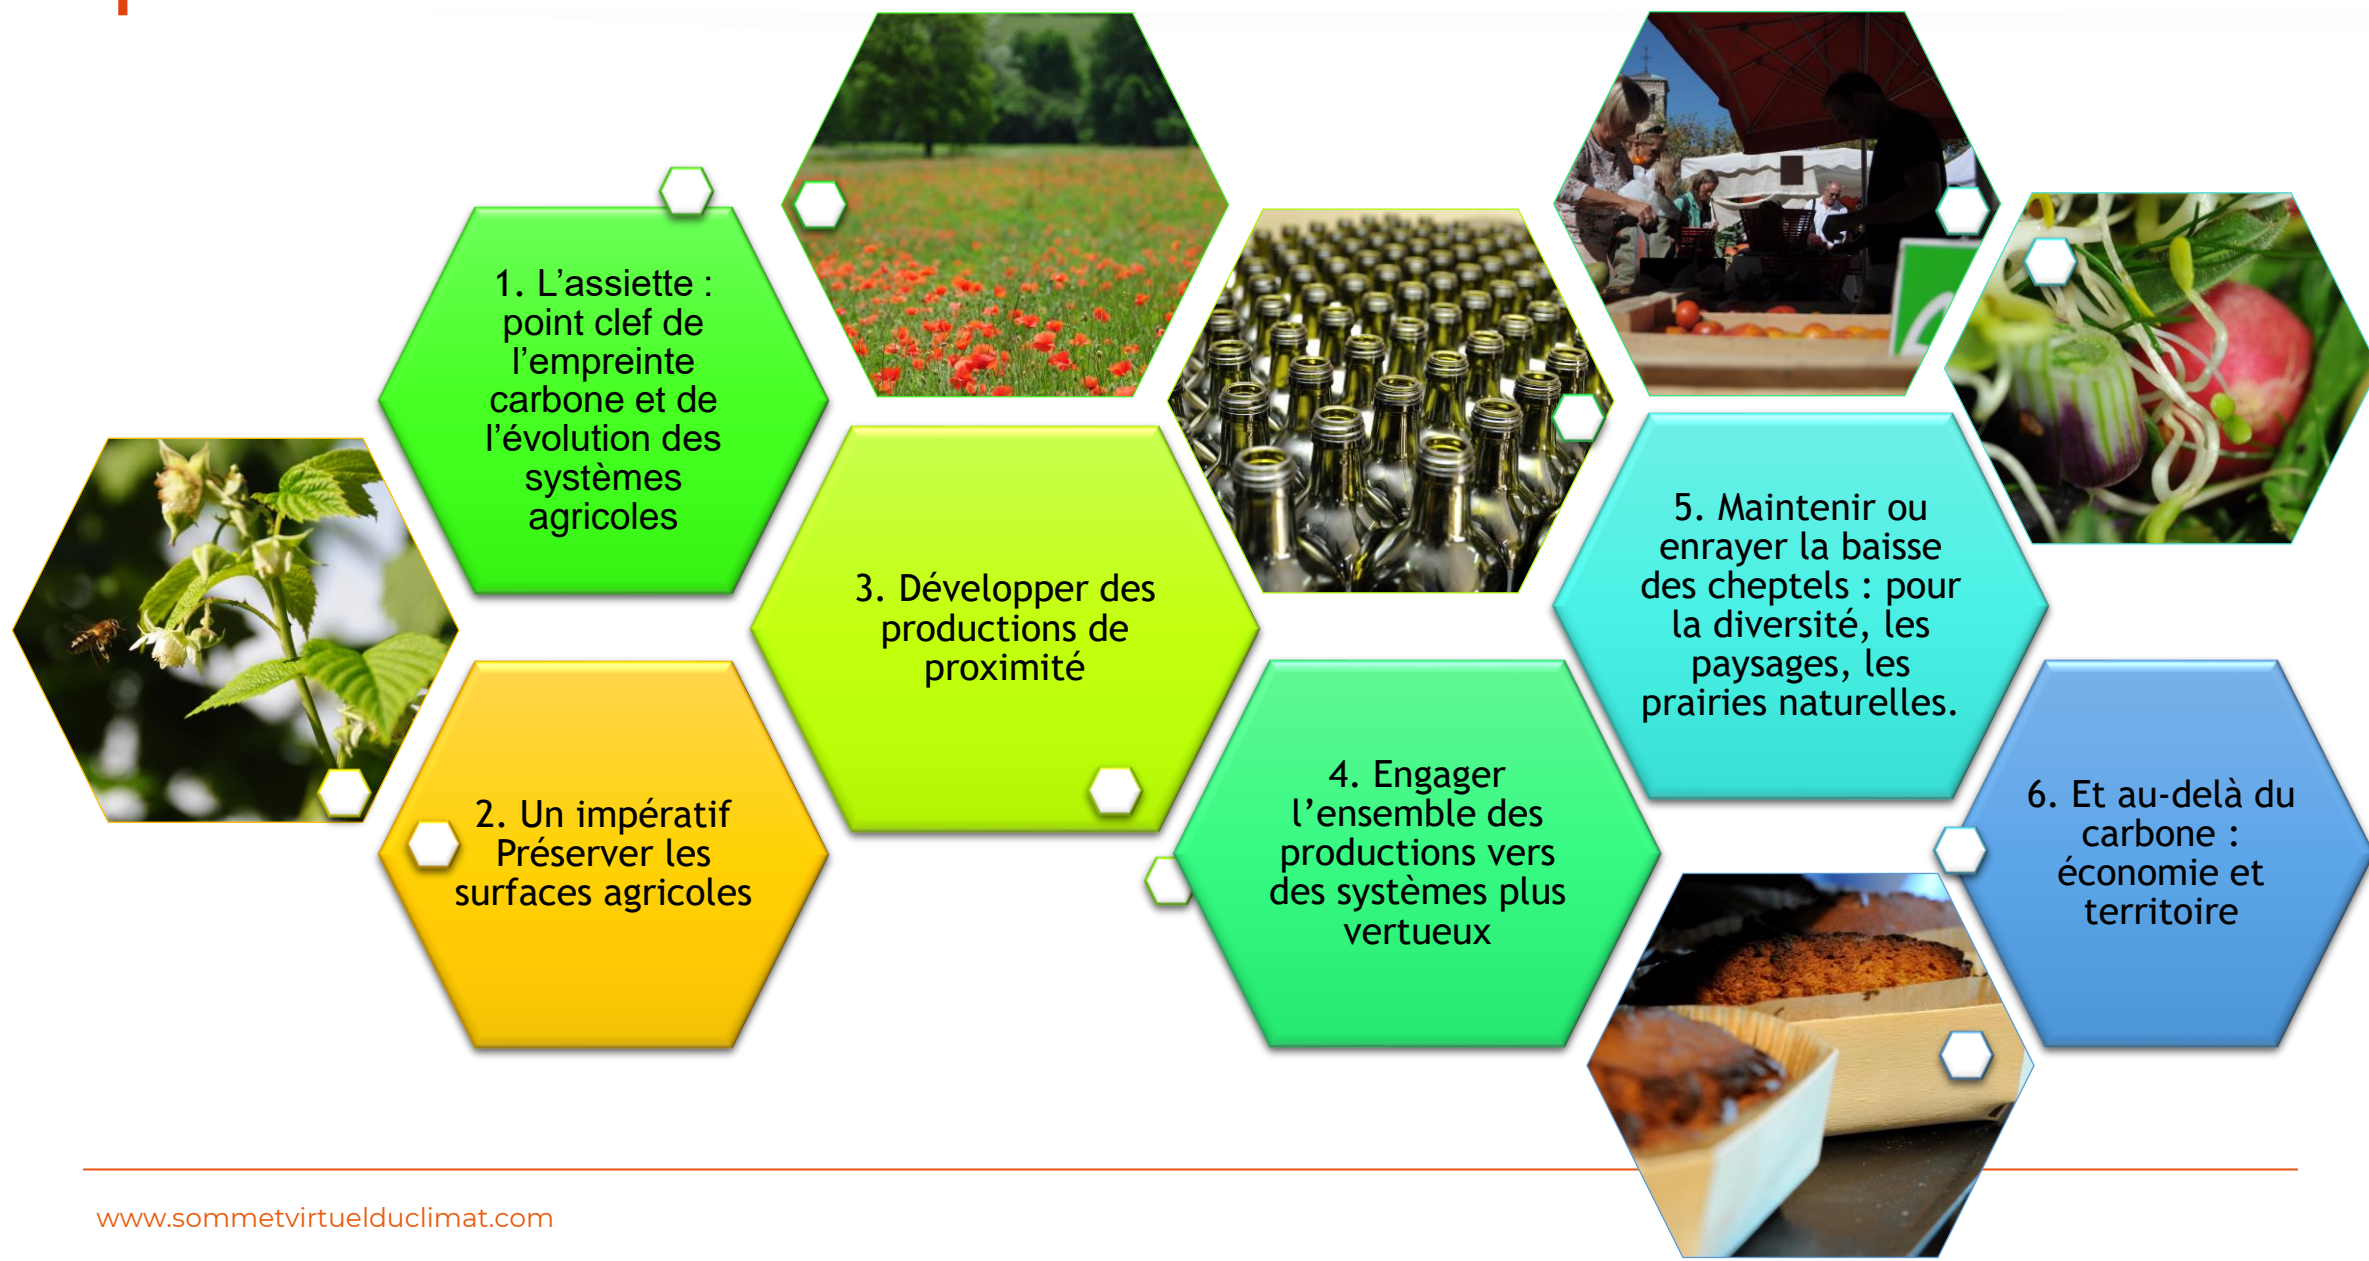 1. L’assiette :
point clef de
l’empreinte
carbone et de
l’évolution des
systèmes
agricoles
2. Un impératif
Préserver les
surfaces agricoles
3. Développer des
productions de
proximité
4. Engager
l’ensemble des
productions vers
des systèmes plus
vertueux
5. Maintenir ou
enrayer la baisse
des cheptels : pour
la diversité, les
paysages, les
prairies naturelles.
6. Et au-delà du
carbone :
économie et
territoire
www.sommetvirtuelduclimat.com